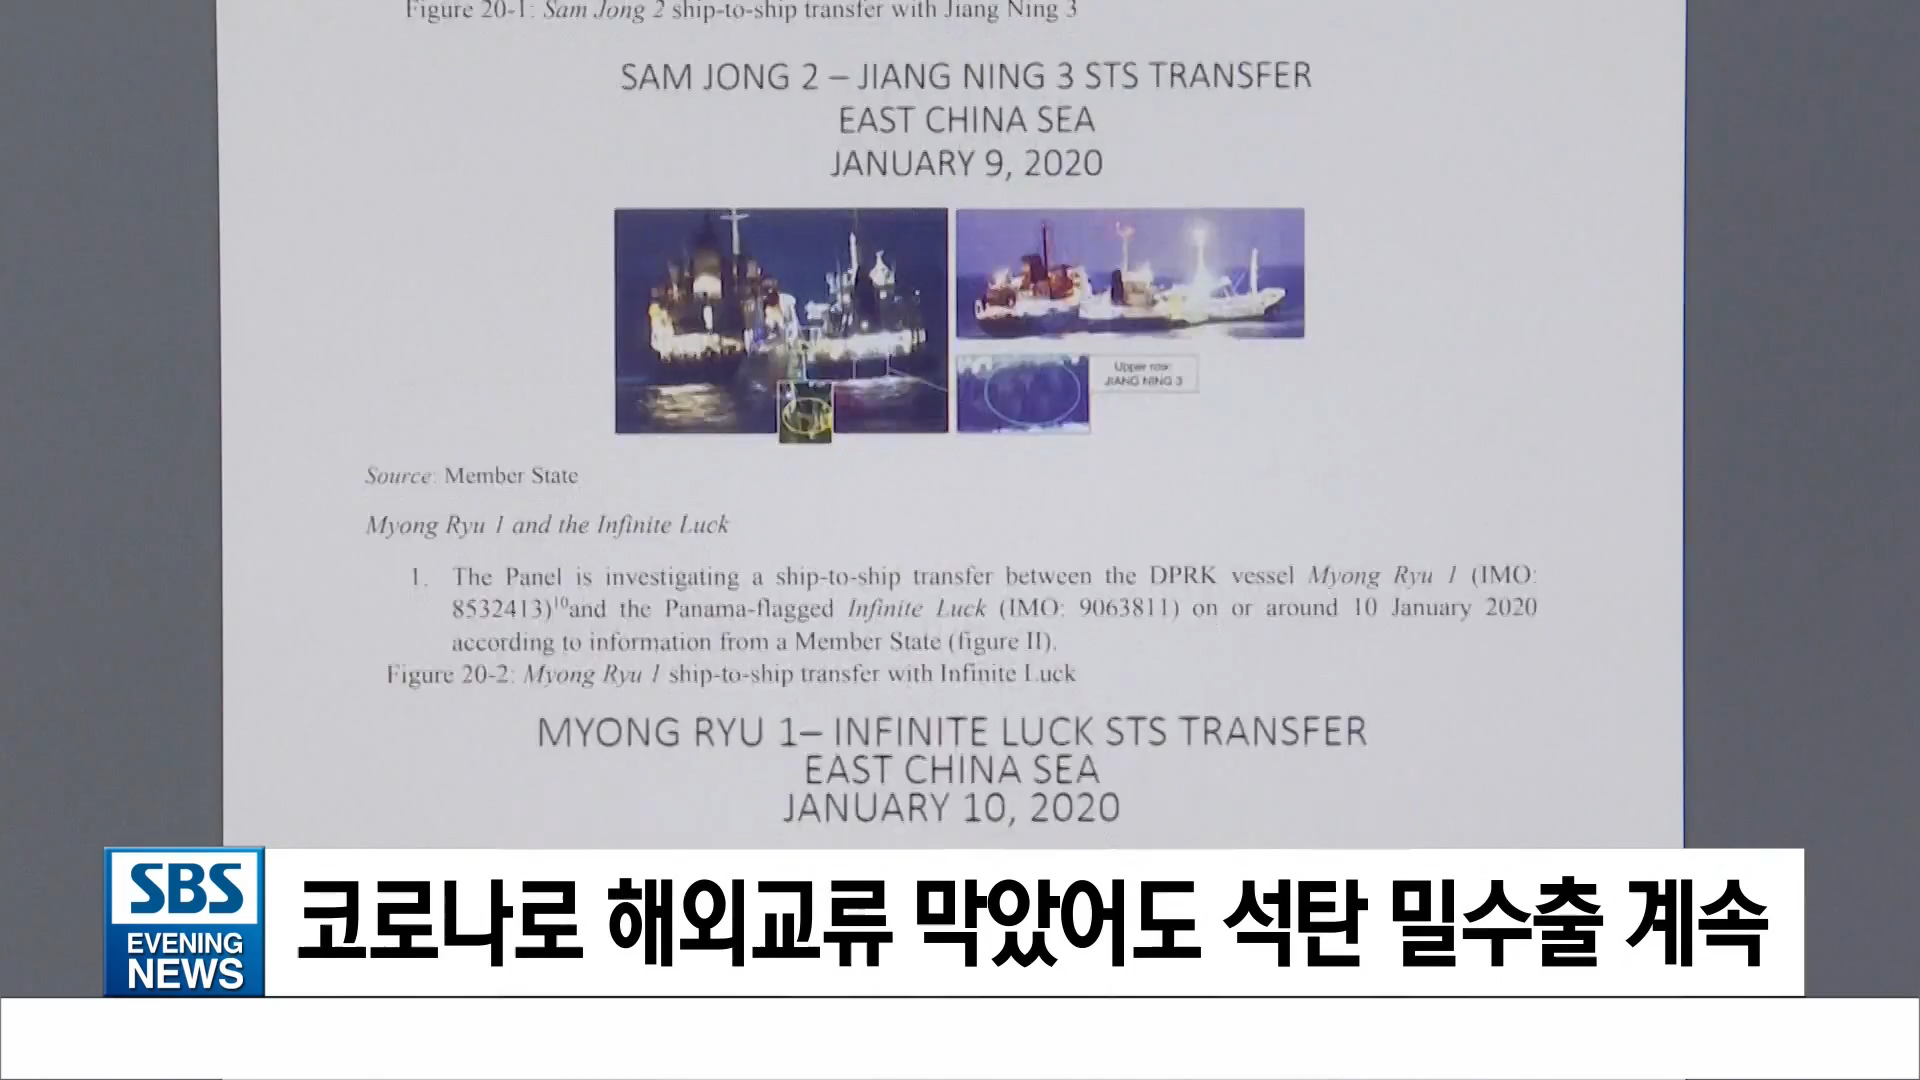 Figure 20-1: Sam Jong 2 ship-to-ship transfer with Jiang Ning 3
SAM JONG 2 – JIANG NING 3 STS TRANSFER
EAST CHINA SEA
JANUARY 9, 2020
Upper row:
JIANG NING 3
Source: Member State
Myong Ryu 1 and the Infinite Luck
1. The Panel is investigating a ship-to-ship transfer between the DPRK vessel Myong Ryu 1 (IMO:
8532413)¹⁰and the Panama-flagged Infinite Luck (IMO: 9063811) on or around 10 January 2020
according to information from a Member State (figure II).
Figure 20-2: Myong Ryu 1 ship-to-ship transfer with Infinite Luck
MYONG RYU 1– INFINITE LUCK STS TRANSFER
EAST CHINA SEA
JANUARY 10, 2020
SBS
EVENING
NEWS
코로나로 해외교류 막았어도 석탄 밀수출 계속